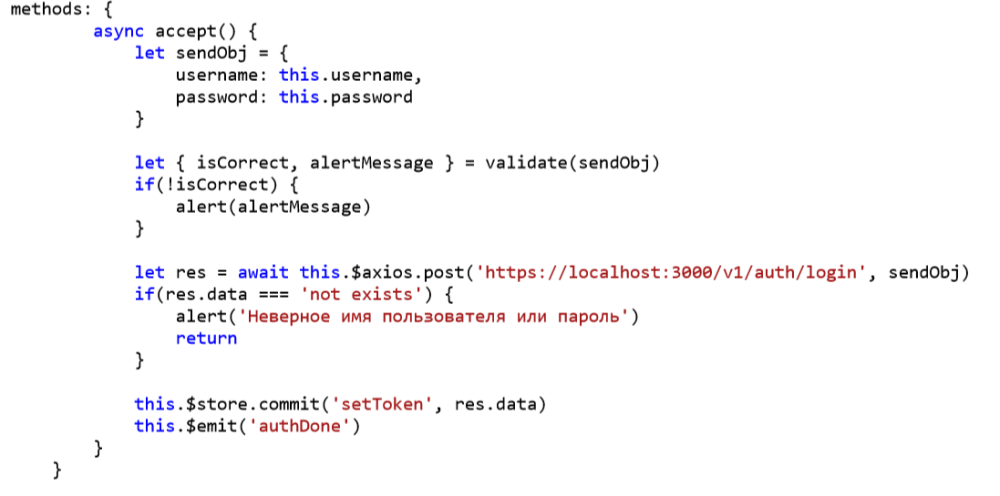 methods: {
        async accept() {
            let sendObj = {
                username: this.username,
                password: this.password
            }

            let { isCorrect, alertMessage } = validate(sendObj)
            if(!isCorrect) {
                alert(alertMessage)
            }

            let res = await this.$axios.post('https://localhost:3000/v1/auth/login', sendObj)
            if(res.data === 'not exists') {
                alert('Неверное имя пользователя или пароль')
                return
            }

            this.$store.commit('setToken', res.data)
            this.$emit('authDone')
        }
    }